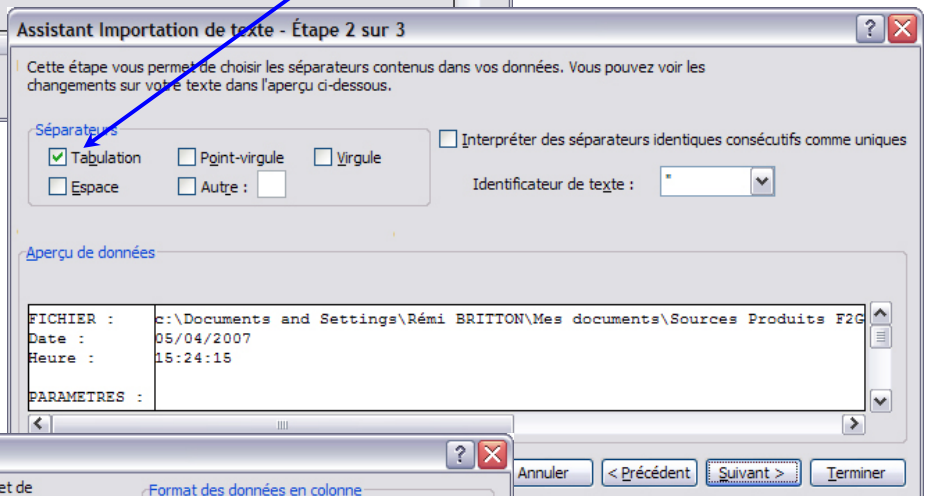 Assistant Importation de texte - Étape 2 sur 3
Cette étape vous permet de choisir les séparateurs contenus dans vos données. Vous pouvez voir les
changements sur votre texte dans l'aperçu ci-dessous.
Séparateurs
Tabulation Point-virgule Virgule
Espace Autre :
Interpréter des séparateurs identiques consécutifs comme uniques
Identificateur de texte : "
Aperçu de données
FICHIER : c:\Documents and Settings\Rémi BRITTON\Mes documents\Sources Produits F2G
Date : 05/04/2007
Heure : 15:24:15
PARAMETRES :
Annuler < Précédent Suivant > Terminer
et de
Format des données en colonne